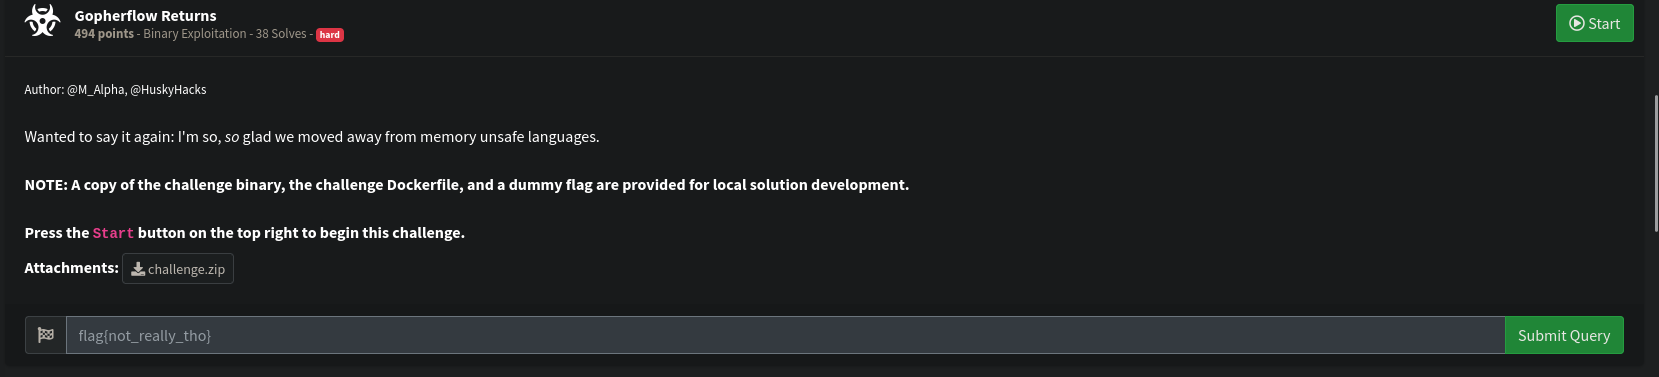 Gopherflow Returns
494 points - Binary Exploitation - 38 Solves - hard
Start
Author: @M_Alpha, @HuskyHacks
Wanted to say it again: I'm so, so glad we moved away from memory unsafe languages.
NOTE: A copy of the challenge binary, the challenge Dockerfile, and a dummy flag are provided for local solution development.
Press the Start button on the top right to begin this challenge.
Attachments: challenge.zip
flag{not_really_tho}
Submit Query